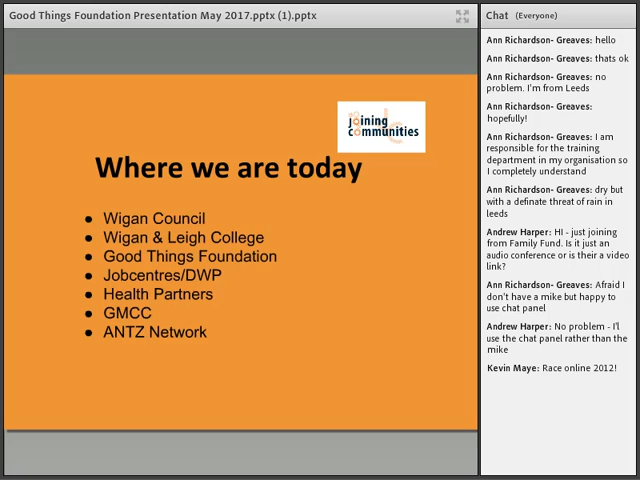 Good Things Foundation Presentation May 2017.pptx (1).pptx
joining
communities
Where we are today
● Wigan Council
● Wigan & Leigh College
● Good Things Foundation
● Jobcentres/DWP
● Health Partners
● GMCC
● ANTZ Network
Chat (Everyone)
Ann Richardson- Greaves: hello
Ann Richardson- Greaves: thats ok
Ann Richardson- Greaves: no
problem. I'm from Leeds
Ann Richardson- Greaves:
hopefully!
Ann Richardson- Greaves: I am
responsible for the training
department in my organisation so
I completely understand
Ann Richardson- Greaves: dry but
with a definate threat of rain in
leeds
Andrew Harper: HI - just joining
from Family Fund. Is it just an
audio conference or is their a video
link?
Ann Richardson- Greaves: Afraid I
don't have a mike but happy to
use chat panel
Andrew Harper: No problem - I'll
use the chat panel rather than the
mike
Kevin Maye: Race online 2012!